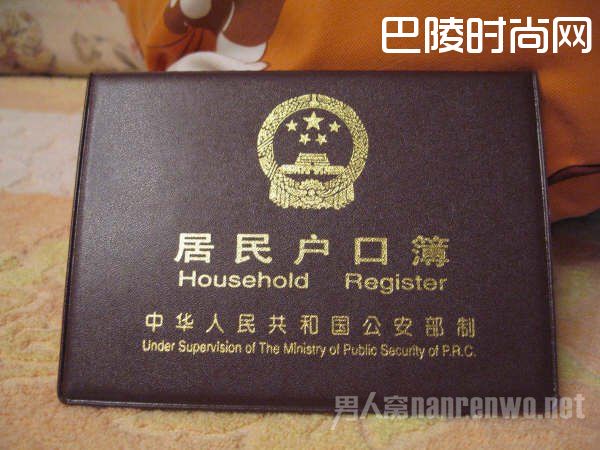 巴陵时尚网
居民户口簿
Household Register
中华人民共和国公安部制
Under Supervision of The Ministry of Public Security of P.R.C.
男人窝nanrenwo.net